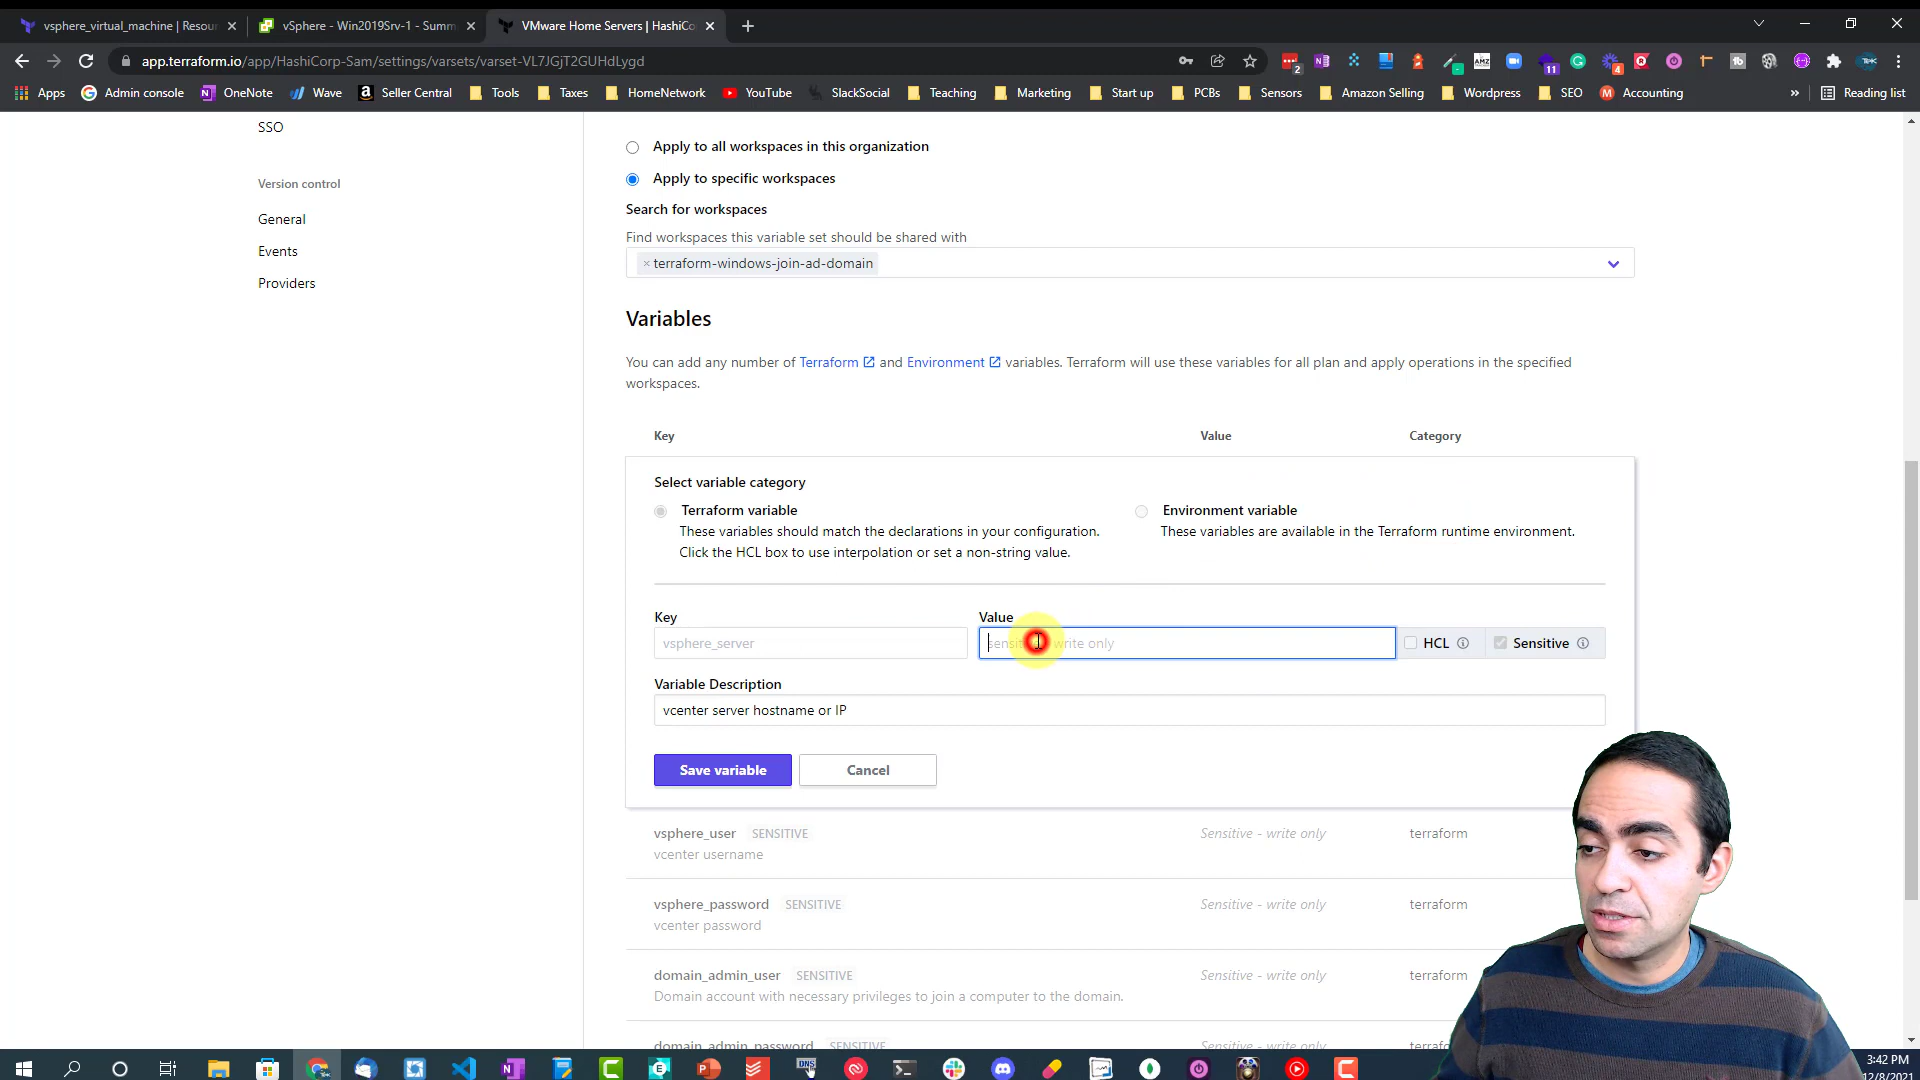 vsphere_virtual_machine | Resou
vSphere - Win2019Srv-1 - Summ
VMware Home Servers | HashiCo
app.terraform.io/app/HashiCorp-Sam/settings/varsets/varset-VL7JGjT2GUHdLygd
Apps
Admin console
OneNote
Wave
Seller Central
Tools
Taxes
HomeNetwork
YouTube
SlackSocial
Teaching
Marketing
Start up
PCBs
Sensors
Amazon Selling
Wordpress
SEO
Accounting
Reading list
SSO
Version control
General
Events
Providers
Apply to all workspaces in this organization
Apply to specific workspaces
Search for workspaces
Find workspaces this variable set should be shared with
× terraform-windows-join-ad-domain
Variables
You can add any number of Terraform and Environment variables. Terraform will use these variables for all plan and apply operations in the specified
workspaces.
Key Value Category
Select variable category
Terraform variable
These variables should match the declarations in your configuration.
Click the HCL box to use interpolation or set a non-string value.
Environment variable
These variables are available in the Terraform runtime environment.
Key
vsphere_server
Value
write only
HCL
Sensitive
Variable Description
vcenter server hostname or IP
Save variable
Cancel
vsphere_user SENSITIVE Sensitive - write only terraform
vcenter username
vsphere_password SENSITIVE Sensitive - write only terraform
vcenter password
domain_admin_user SENSITIVE Sensitive - write only terraform
Domain account with necessary privileges to join a computer to the domain.
domain_admin_password SENSITIVE Sensitive - write only
3:42 PM
12/8/2021